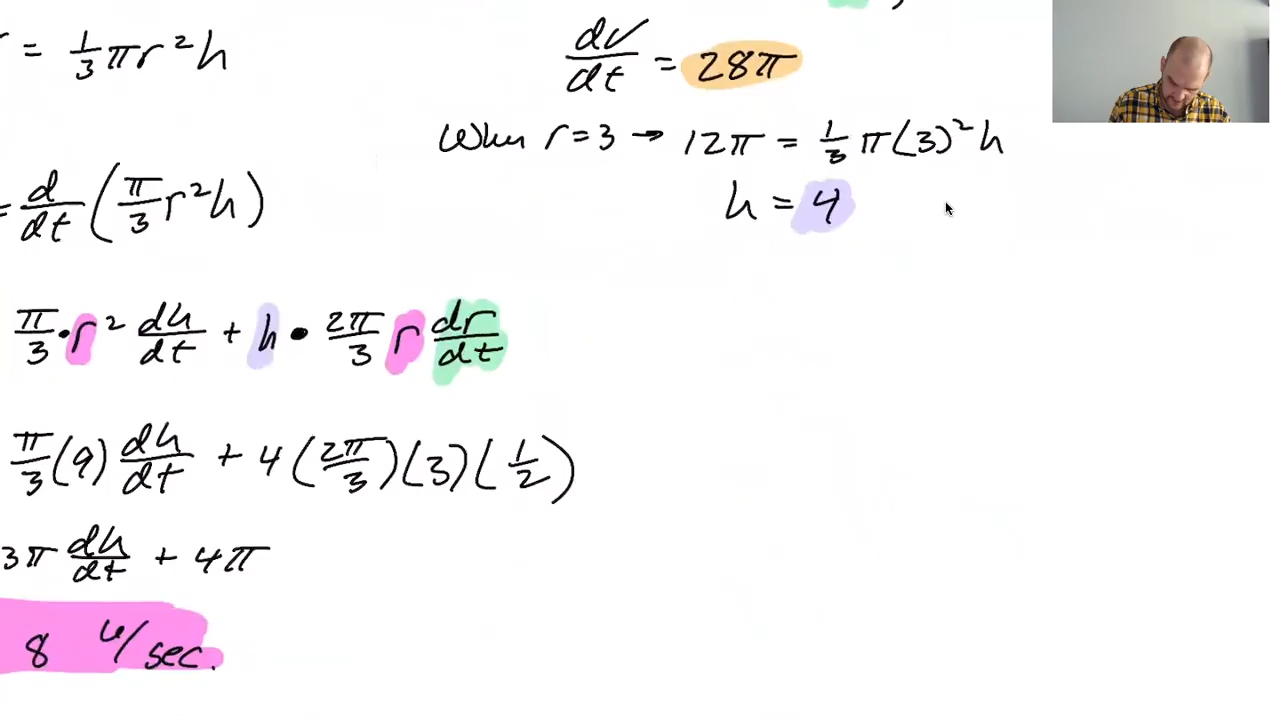 = 1/3 πr²h
dv/dt = 28π
When r = 3 → 12π = 1/3 π(3)²h
h = 4
= d/dt (π/3 r²h)
π/3 · r² dh/dt + h · 2π/3 r dr/dt
π/3 (9) dh/dt + 4 (2π/3)(3)(1/2)
3π dh/dt + 4π
8 /sec.